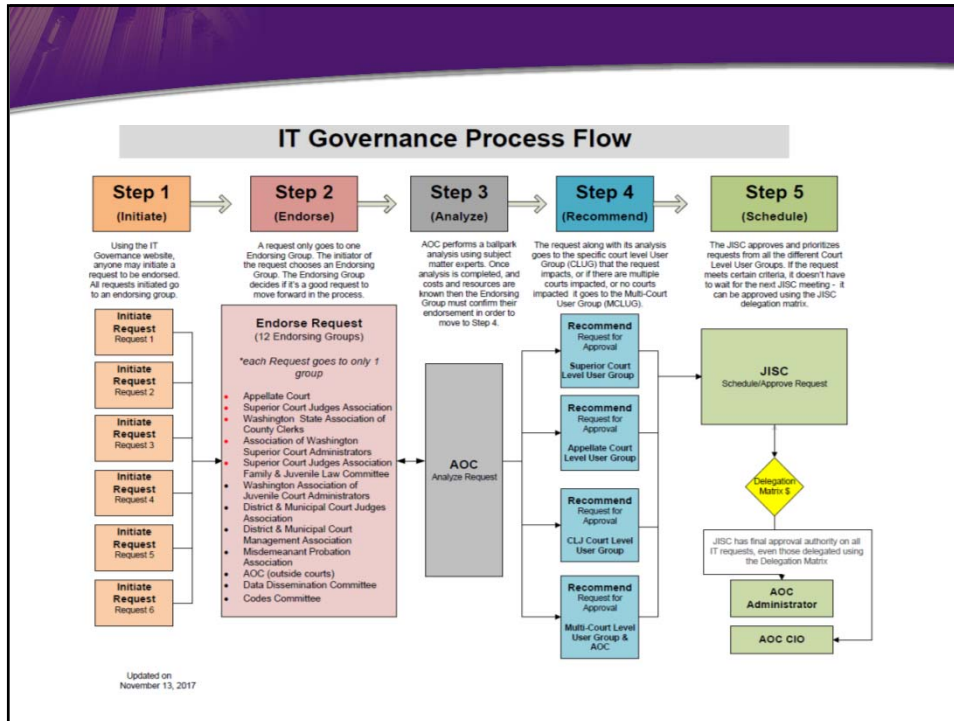 IT Governance Process Flow
Step 1
(Initiate)
Step 2
(Endorse)
Step 3
(Analyze)
Step 4
(Recommend)
Step 5
(Schedule)
Using the IT
Governance website,
anyone may initiate a
request to be endorsed.
All requests initiated go
to an endorsing group.
A request only goes to one
Endorsing Group. The initiator of
the request chooses an Endorsing
Group. The Endorsing Group
decides if it's a good request to
move forward in the process.
AOC performs a ballpark
analysis using subject
matter experts. Once
analysis is completed, and
costs and resources are
known then the Endorsing
Group must confirm their
endorsement in order to
move to Step 4.
The request along with its analysis
goes to the specific court level User
Group (CLUG) that the request
impacts, or if there are multiple
courts impacted, or no courts
impacted it goes to the Multi-Court
User Group (MCLUG).
The JISC approves and prioritizes
requests from all the different Court
Level User Groups. If the request
meets certain criteria, it doesn't have
to wait for the next JISC meeting - it
can be approved using the JISC
delegation matrix.
Initiate
Request
Request 1
Initiate
Request
Request 2
Initiate
Request
Request 3
Initiate
Request
Request 4
Initiate
Request
Request 5
Initiate
Request
Request 6
Endorse Request
(12 Endorsing Groups)
*each Request goes to only 1
group
• Appellate Court
• Superior Court Judges Association
• Washington State Association of
County Clerks
• Association of Washington
Superior Court Administrators
• Superior Court Judges Association
Family & Juvenile Law Committee
• Washington Association of
Juvenile Court Administrators
• District & Municipal Court Judges
Association
• District & Municipal Court
Management Association
• Misdemeanant Probation
Association
• AOC (outside courts)
• Data Dissemination Committee
• Codes Committee
AOC
Analyze Request
Recommend
Request for
Approval
Superior Court
Level User Group
Recommend
Request for
Approval
Appellate Court
Level User Group
Recommend
Request for
Approval
CLJ Court Level
User Group
Recommend
Request for
Approval
Multi-Court Level
User Group &
AOC
JISC
Schedule/Approve Request
Delegation
Matrix $
JISC has final approval authority on all
IT requests, even those delegated using
the Delegation Matrix
AOC
Administrator
AOC CIO
Updated on
November 13, 2017